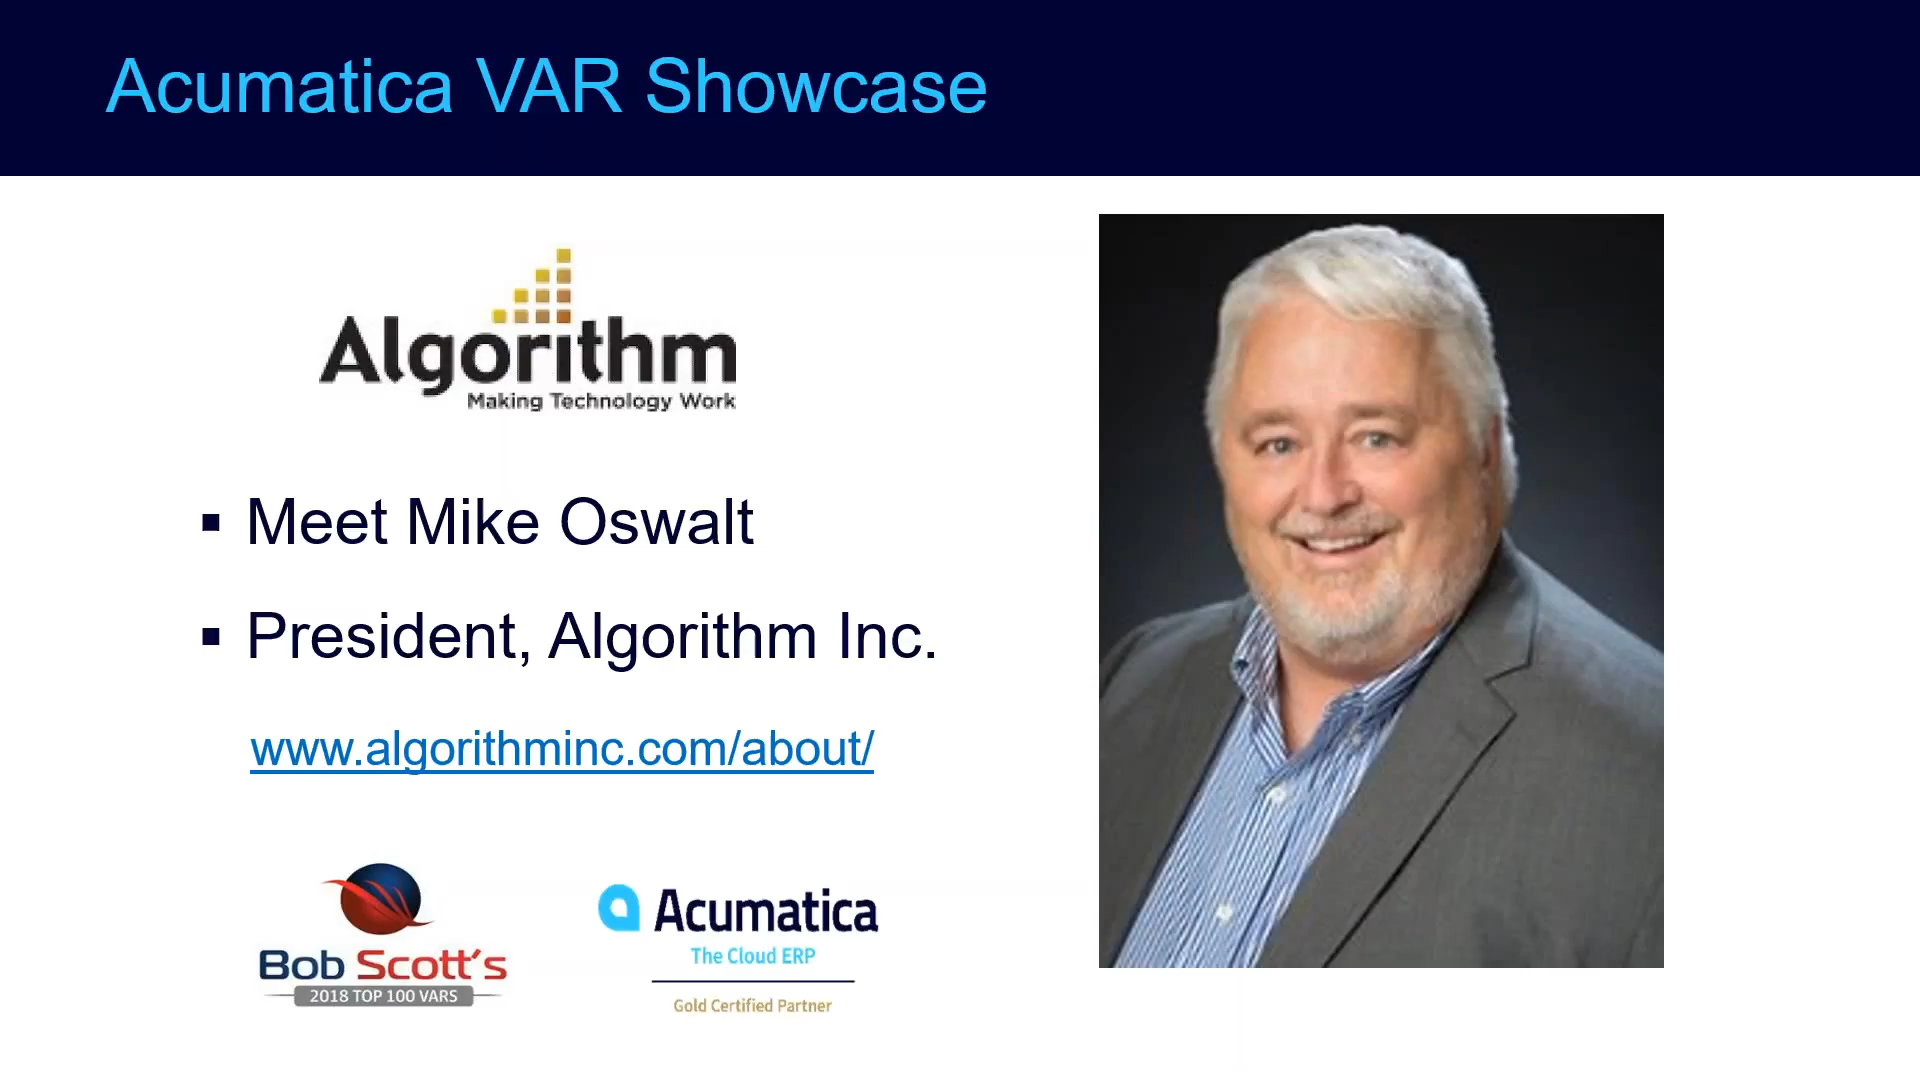 Acumatica VAR Showcase
Algorithm
Making Technology Work
▪ Meet Mike Oswalt
▪ President, Algorithm Inc.
www.algorithminc.com/about/
Bob Scott's
2018 TOP 100 VARS
Acumatica
The Cloud ERP
Gold Certified Partner